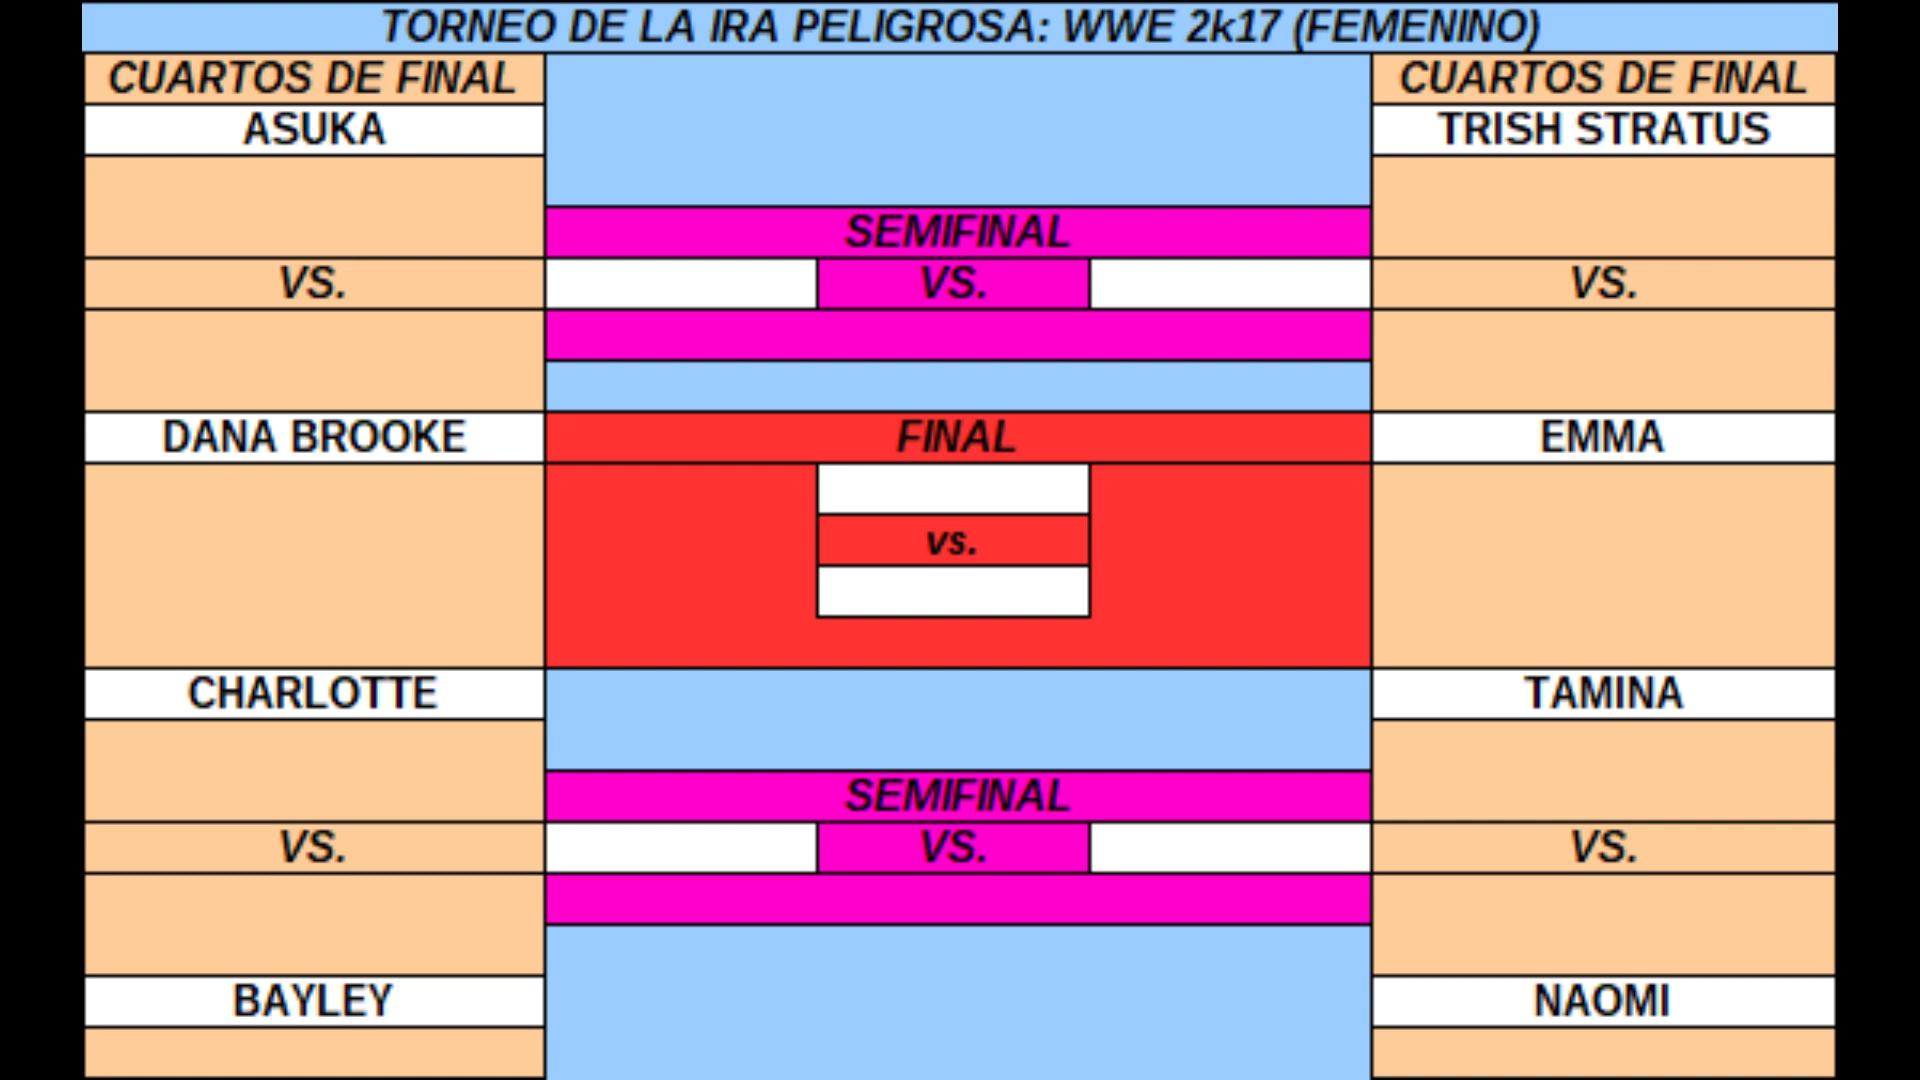 TORNEO DE LA IRA PELIGROSA: WWE 2k17 (FEMENINO)
CUARTOS DE FINAL
CUARTOS DE FINAL
ASUKA
TRISH STRATUS
SEMIFINAL
VS.
VS.
VS.
DANA BROOKE
FINAL
EMMA
vs.
CHARLOTTE
TAMINA
SEMIFINAL
VS.
VS.
VS.
BAYLEY
NAOMI